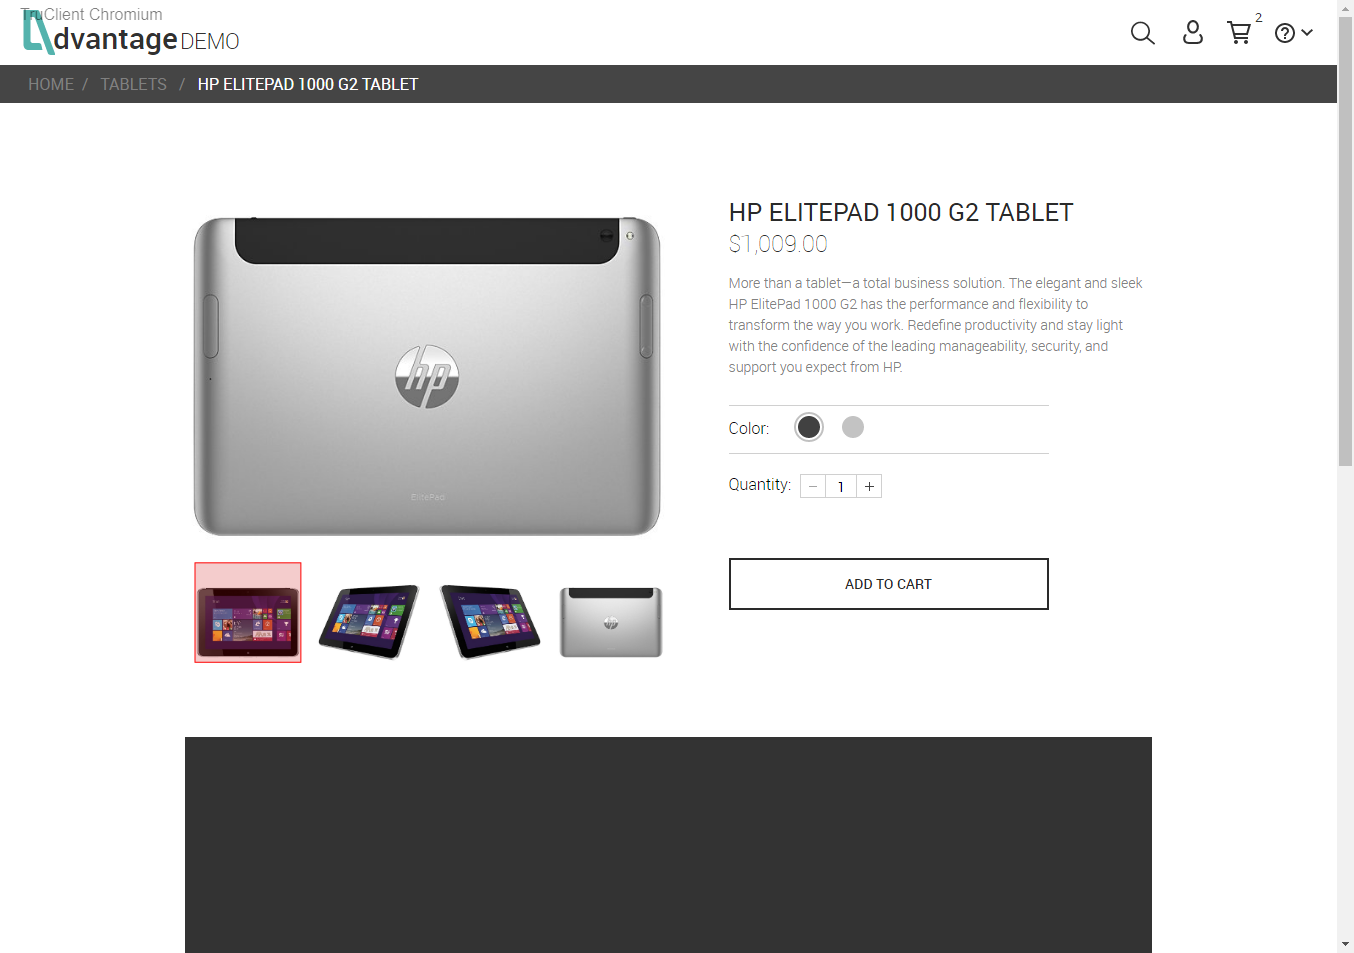 TruClient Chromium
dvantage DEMO
2
HOME / TABLETS / HP ELITEPAD 1000 G2 TABLET
HP ELITEPAD 1000 G2 TABLET
$1,009.00
More than a tablet—a total business solution. The elegant and sleek
HP ElitePad 1000 G2 has the performance and flexibility to
transform the way you work. Redefine productivity and stay light
with the confidence of the leading manageability, security, and
support you expect from HP.
Color:
Quantity: − 1 +
ADD TO CART
hp
ElitePad